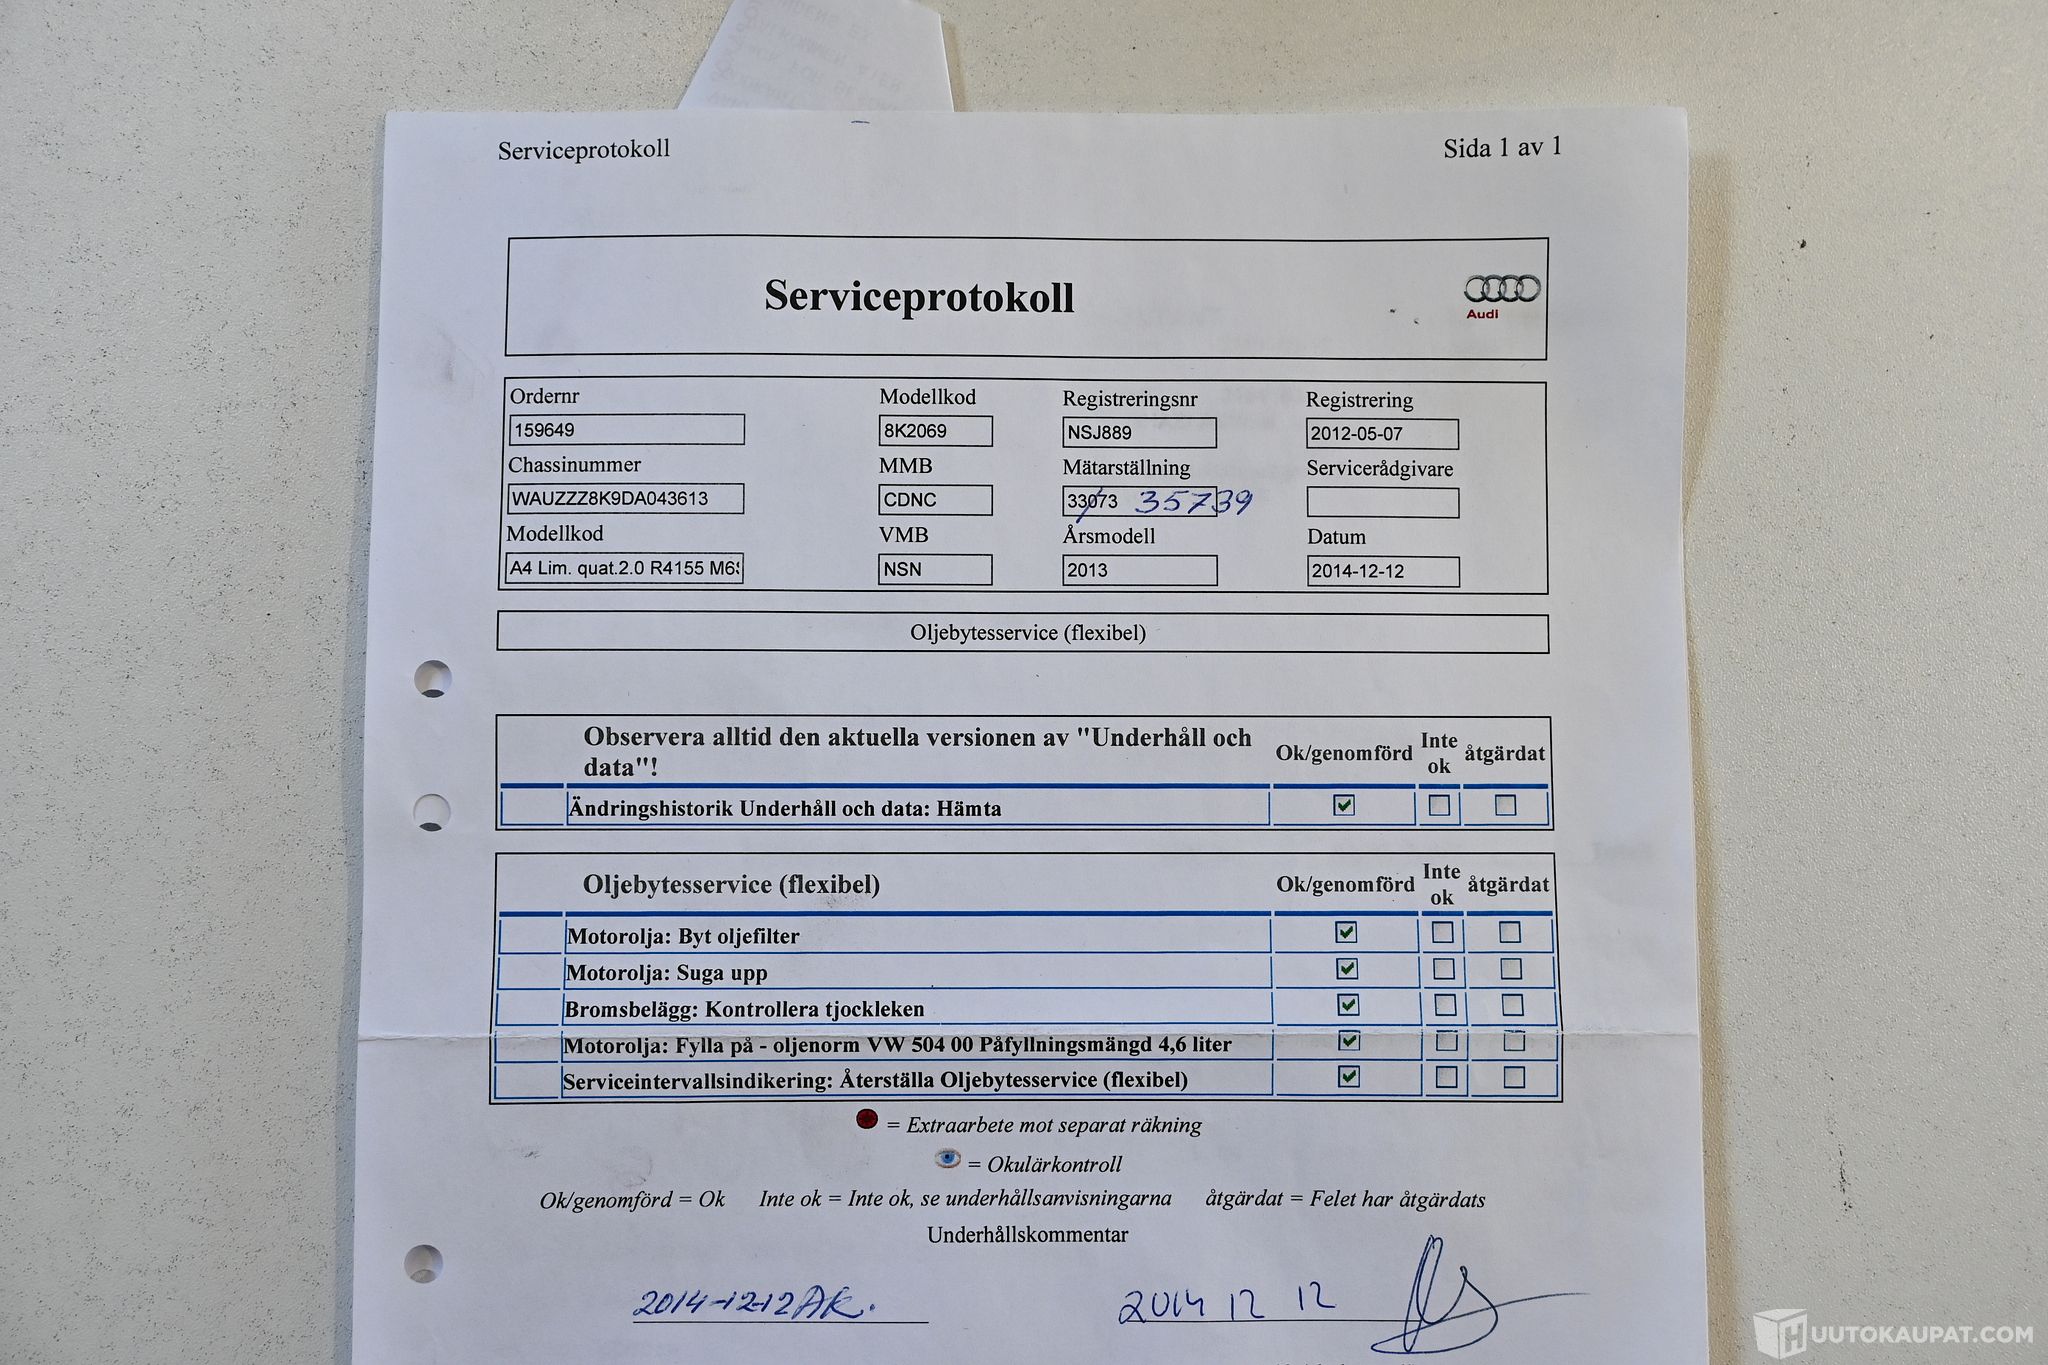 Serviceprotokoll Sida 1 av 1
Serviceprotokoll
Audi
Ordernr Modellkod Registreringsnr Registrering
159649 8K2069 NSJ889 2012-05-07
Chassinummer MMB Mätarställning Servicerådgivare
WAUZZZ8K9DA043613 CDNC 33073 35739
Modellkod VMB Årsmodell Datum
A4 Lim. quat.2.0 R4155 M6S NSN 2013 2014-12-12
Oljebytesservice (flexibel)
Observera alltid den aktuella versionen av "Underhåll och
data"!
Ok/genomförd Inte ok åtgärdat
Ändringshistorik Underhåll och data: Hämta
Oljebytesservice (flexibel) Ok/genomförd Inte ok åtgärdat
Motorolja: Byt oljefilter
Motorolja: Suga upp
Bromsbelägg: Kontrollera tjockleken
Motorolja: Fylla på - oljenorm VW 504 00 Påfyllningsmängd 4,6 liter
Serviceintervallsindikering: Återställa Oljebytesservice (flexibel)
= Extraarbete mot separat räkning
= Okulärkontroll
Ok/genomförd = Ok Inte ok = Inte ok, se underhållsanvisningarna åtgärdat = Felet har åtgärdats
Underhållskommentar
2014-12-12 AK. 2014 12 12
HUUTOKAUPAT.COM